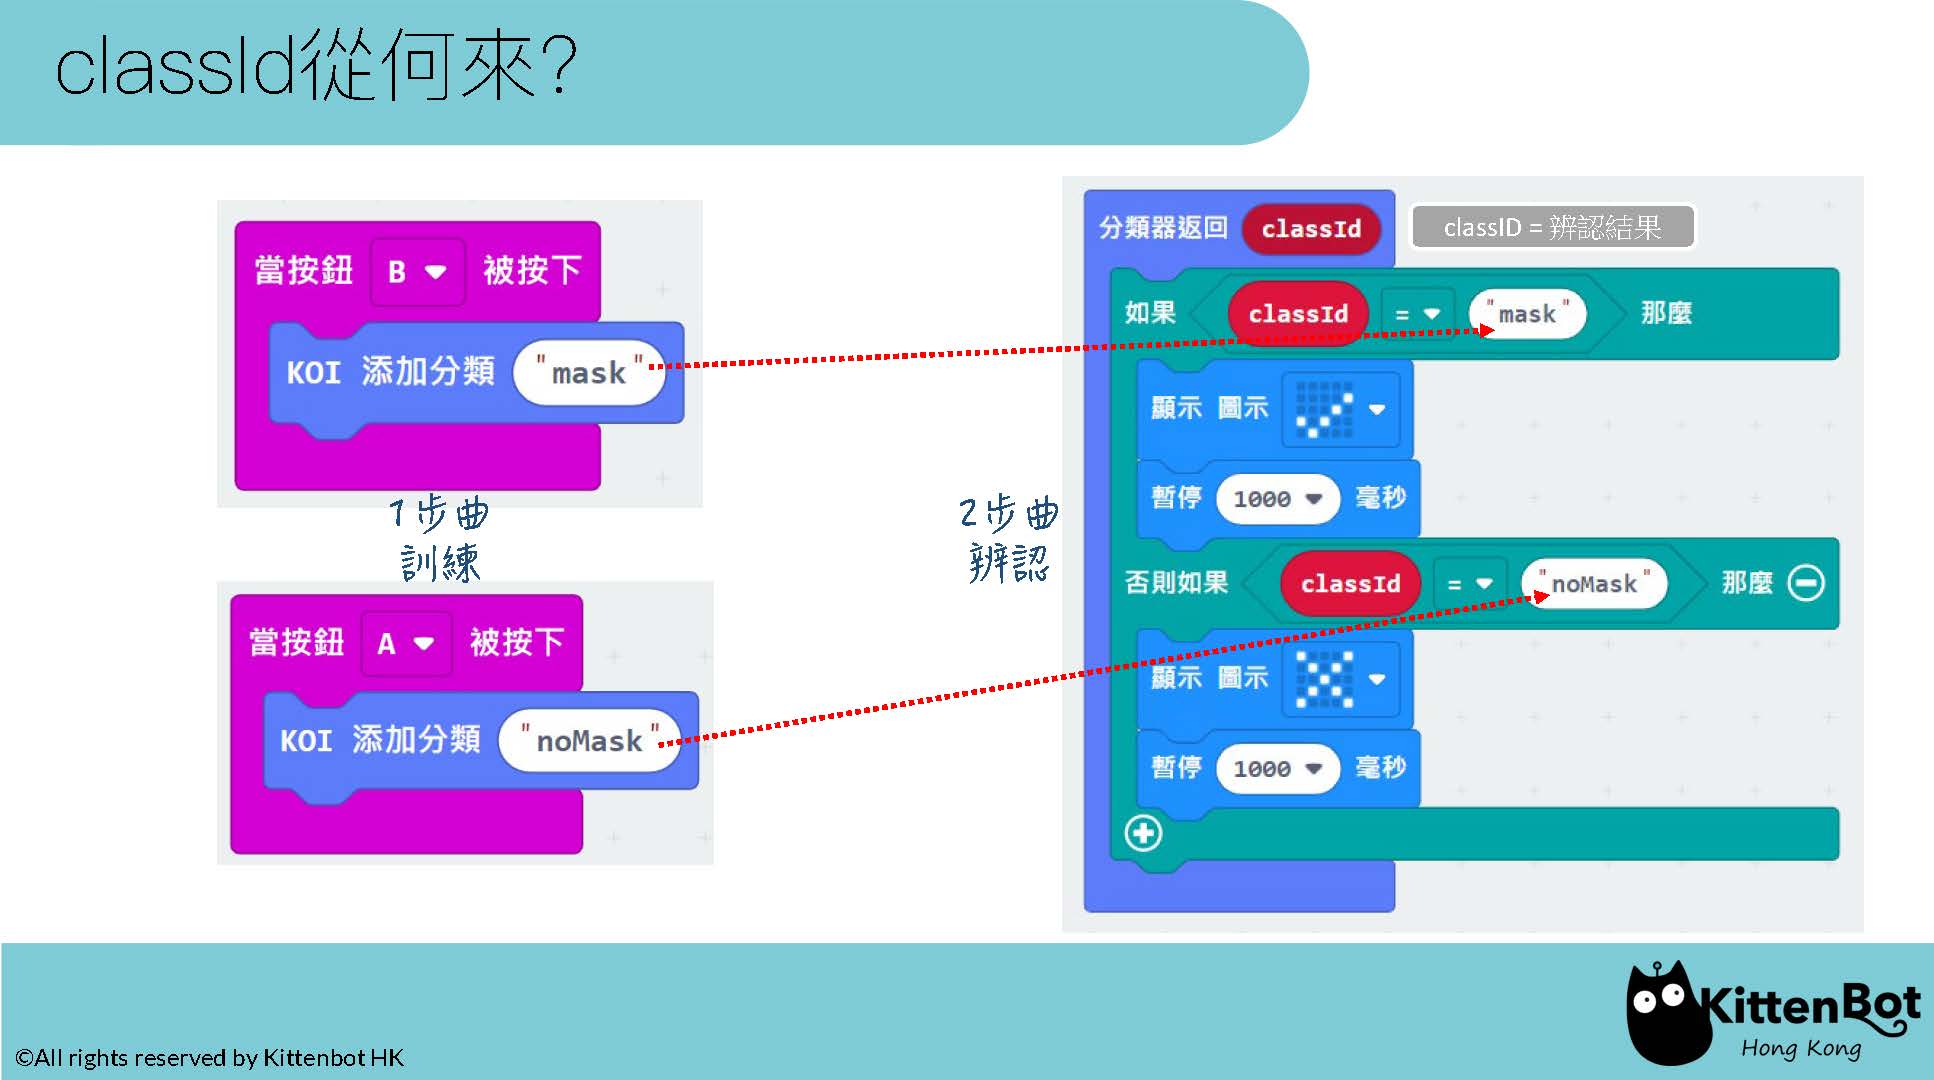 classId從何來?
當按鈕 B 被按下
KOI 添加分類 "mask"
1步曲
訓練
當按鈕 A 被按下
KOI 添加分類 "noMask"
2步曲
辨認
分類器返回 classId
classID = 辨認結果
如果 classId = "mask" 那麼
顯示 圖示
暫停 1000 毫秒
否則如果 classId = "noMask" 那麼
顯示 圖示
暫停 1000 毫秒
©All rights reserved by Kittenbot HK
KittenBot
Hong Kong